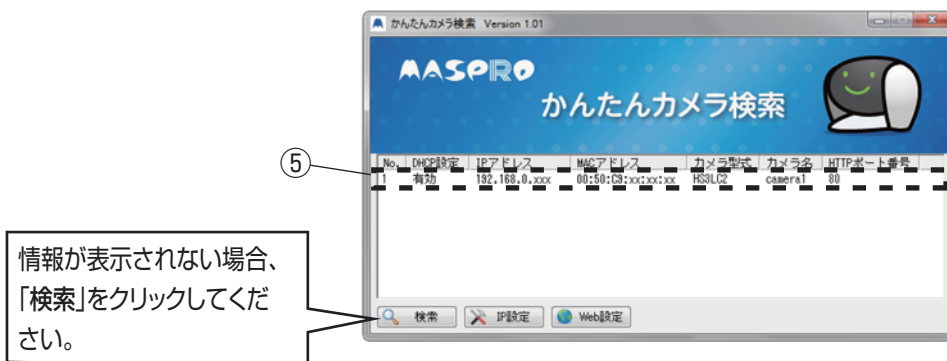 かんたんカメラ検索 Version 1.01
MASPRO
かんたんカメラ検索
⑤
No. DHCP設定 IPアドレス MACアドレス カメラ型式 カメラ名 HTTPポート番号
1 有効 192.168.0.xxx 00:50:C9:xx:xx:xx HS3LC2 camera1 80
情報が表示されない場合、
「検索」をクリックしてくだ
さい。
検索 IP設定 Web設定